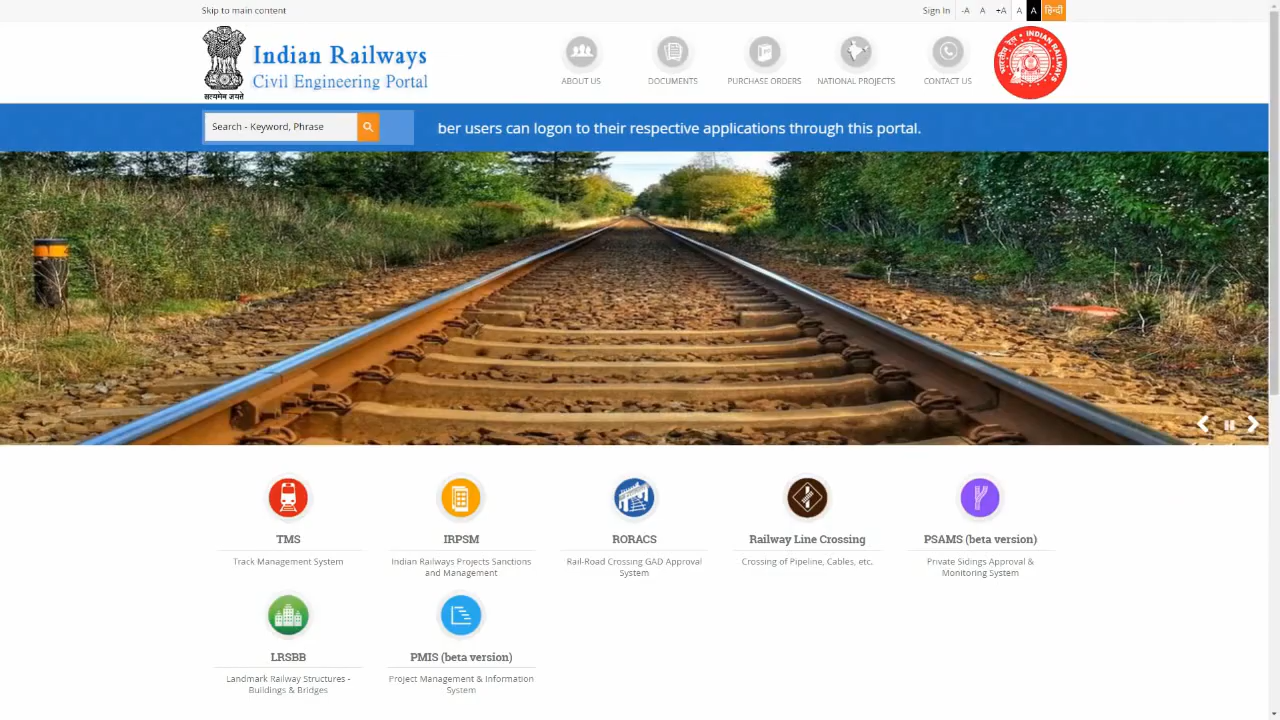 Skip to main content
Sign In -A A +A A A हिन्दी
Indian Railways
Civil Engineering Portal
सत्यमेव जयते
ABOUT US
DOCUMENTS
PURCHASE ORDERS
NATIONAL PROJECTS
CONTACT US
भारतीय रेल
INDIAN RAILWAYS
Search - Keyword, Phrase
ber users can logon to their respective applications through this portal.
TMS
Track Management System
IRPSM
Indian Railways Projects Sanctions
and Management
RORACS
Rail-Road Crossing GAD Approval
System
Railway Line Crossing
Crossing of Pipeline, Cables, etc.
PSAMS (beta version)
Private Sidings Approval &
Monitoring System
LRSBB
Landmark Railway Structures -
Buildings & Bridges
PMIS (beta version)
Project Management & Information
System